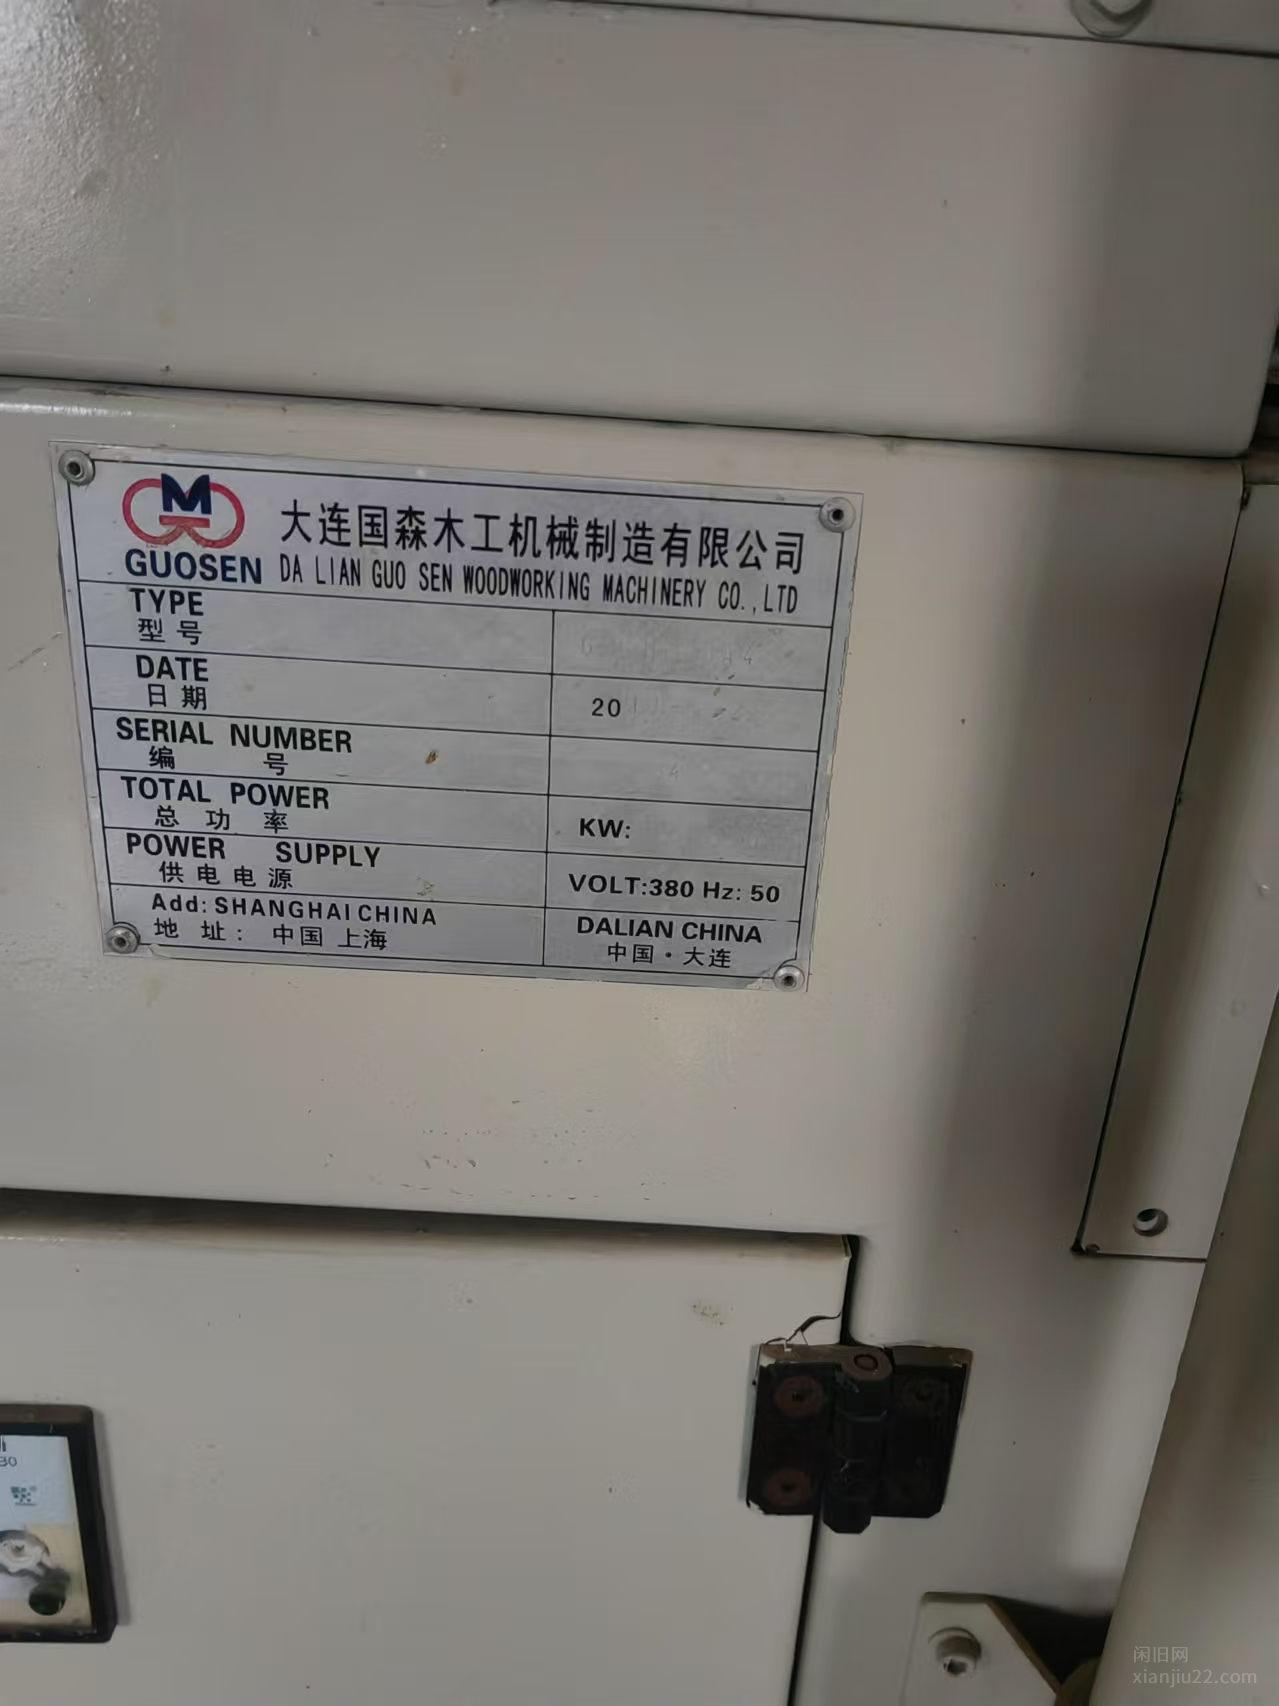 GUOSEN
大连国森木工机械制造有限公司
DA LIAN GUO SEN WOODWORKING MACHINERY CO.,LTD
TYPE
型号
DATE
日期
20
SERIAL NUMBER
编 号
TOTAL POWER
总 功 率
KW:
POWER SUPPLY
供电电源
VOLT:380 Hz: 50
Add: SHANGHAI CHINA
地 址: 中国 上海
DALIAN CHINA
中国·大连
闲旧网
xianjiu22.com